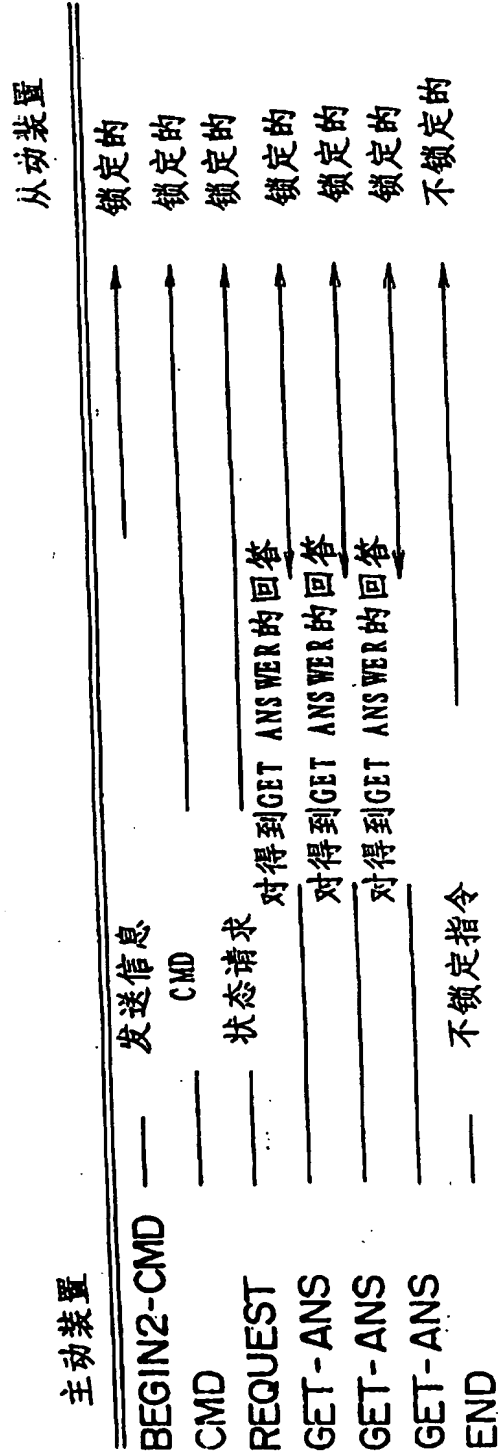 主动装置 从动装置
BEGIN2-CMD 发送信息 锁定的
CMD CMD 锁定的
REQUEST 状态请求 锁定的
GET-ANS 对得到GET ANSWER的回答 锁定的
GET-ANS 对得到GET ANSWER的回答 锁定的
GET-ANS 对得到GET ANSWER的回答 锁定的
END 不锁定指令 不锁定的